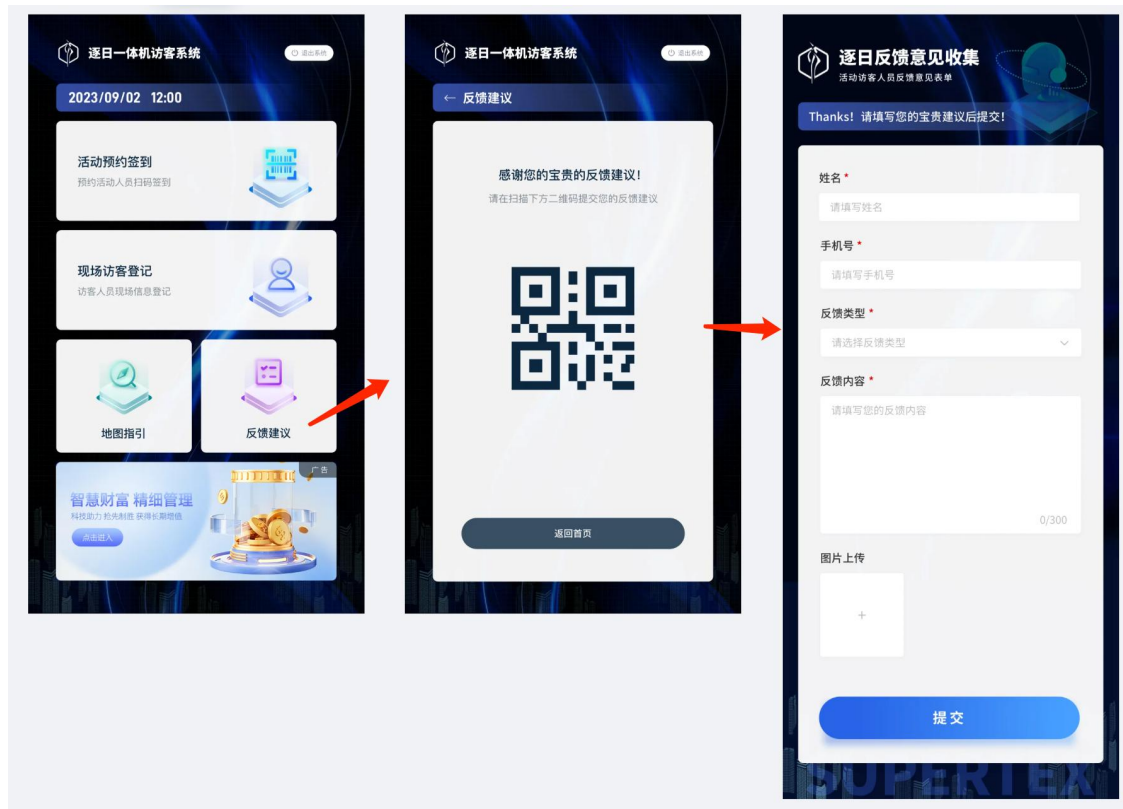 逐日一体机访客系统
退出系统
2023/09/02 12:00
活动预约签到
预约活动人员扫码签到
现场访客登记
访客人员现场信息登记
地图指引
反馈建议
广告
智慧财富 精细管理
科技助力 抢先制胜 获得长期增值
点击进入
逐日一体机访客系统
退出系统
← 反馈建议
感谢您的宝贵的反馈建议!
请在扫描下方二维码提交您的反馈建议
返回首页
逐日反馈意见收集
活动访客人员反馈意见表单
Thanks! 请填写您的宝贵建议后提交!
姓名 *
请填写姓名
手机号 *
请填写手机号
反馈类型 *
请选择反馈类型
反馈内容 *
请填写您的反馈内容
0/300
图片上传
+
提交
SUPERTEX